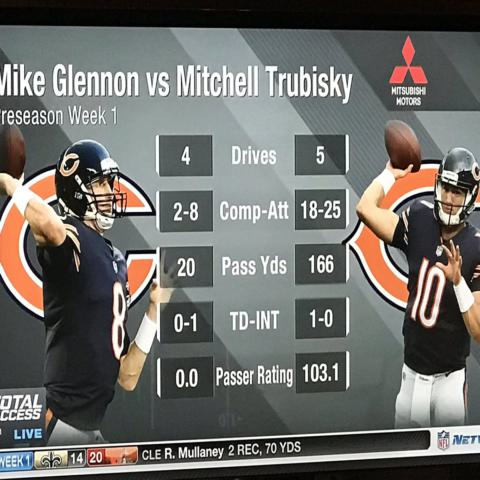 Mike Glennon vs Mitchell Trubisky
Preseason Week 1
MITSUBISHI
MOTORS
4 Drives 5
2-8 Comp-Att 18-25
20 Pass Yds 166
0-1 TD-INT 1-0
0.0 Passer Rating 103.1
8
10
TOTAL
ACCESS
LIVE
WEEK 1 14 20 CLE R. Mullaney 2 REC, 70 YDS
NFL NETW